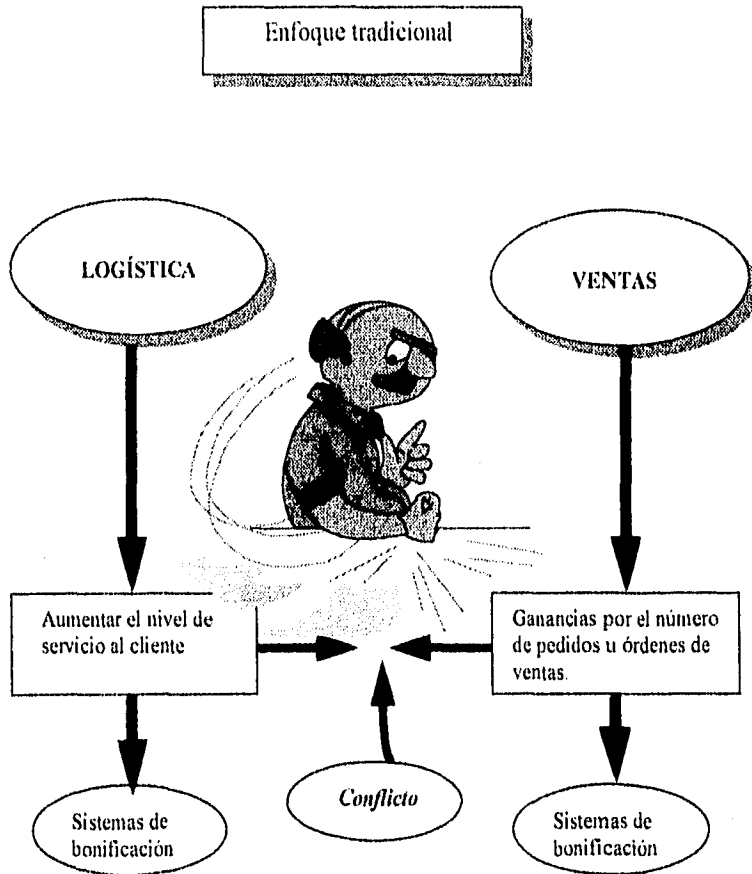 Enfoque tradicional
LOGÍSTICA
VENTAS
Aumentar el nivel de
servicio al cliente
Ganancias por el número
de pedidos u órdenes de
ventas.
Conflicto
Sistemas de
bonificación
Sistemas de
bonificación